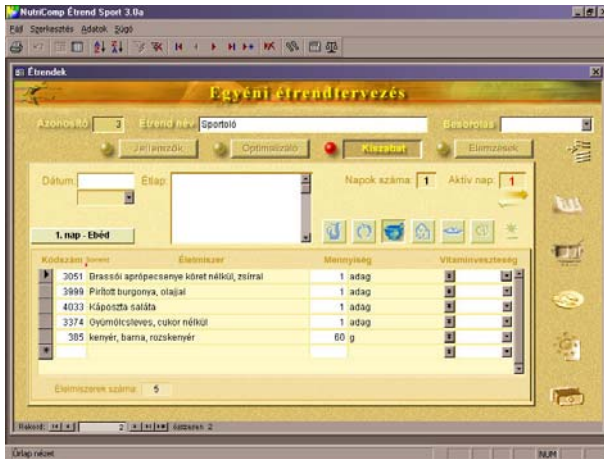 NutriComp Étrend Sport 3.0a
Fájl Szerkesztés Adatok Súgó
Étrendek
Egyéni étrendtervezés
Azonosító 3 Étrend név Sportoló Besorolás
Jellemzők Optimalizáló Kiszabat Elemzések
Dátum: Étlap: Napok száma: 1 Aktív nap: 1
1. nap - Ebéd
Kódszám Élelmiszer Mennyiség Vitaminveszteség
3051 Brassói aprópecsenye köret nélkül, zsírral 1 adag
3999 Pirított burgonya, olajjal 1 adag
4033 Káposzta saláta 1 adag
3374 Gyümölcsleves, cukor nélkül 1 adag
385 kenyér, barna, rozskenyér 60 g
Élelmiszerek száma: 5
Rekord: 2 összesen 2
Űrlap nézet NUM